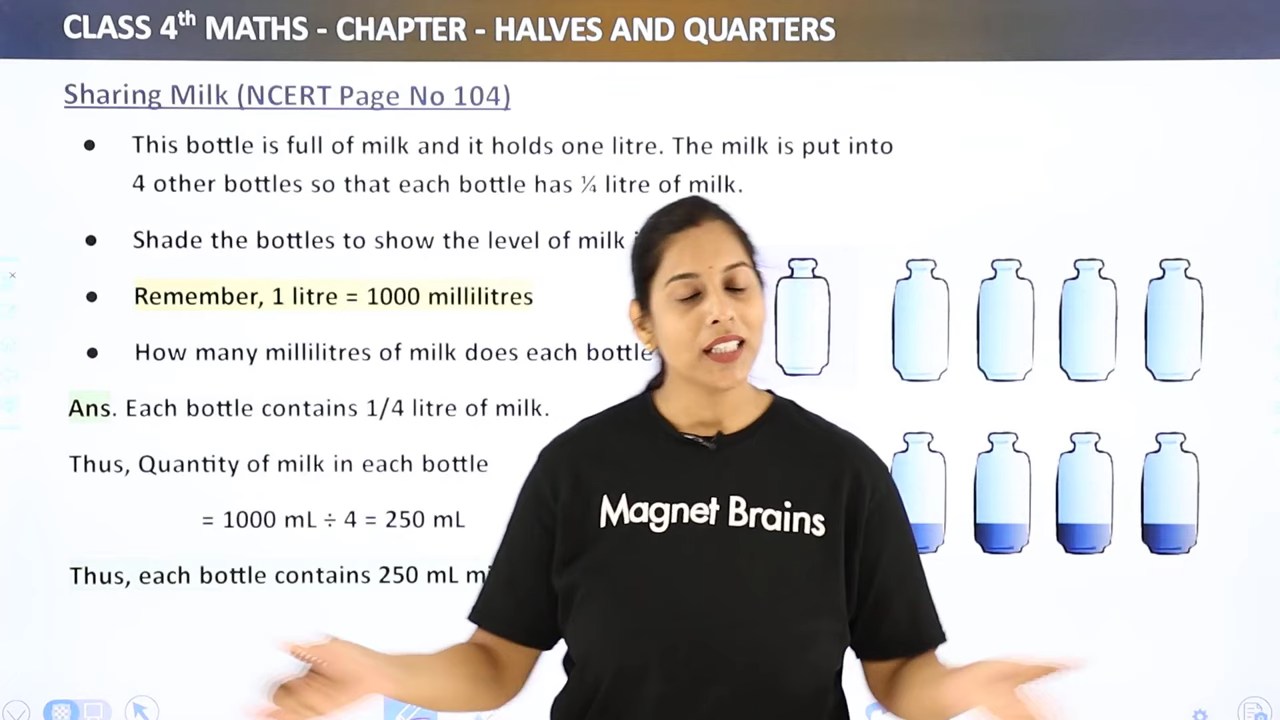 CLASS 4th MATHS - CHAPTER - HALVES AND QUARTERS
Sharing Milk (NCERT Page No 104)
• This bottle is full of milk and it holds one litre. The milk is put into
4 other bottles so that each bottle has ¼ litre of milk.
• Shade the bottles to show the level of milk
• Remember, 1 litre = 1000 millilitres
• How many millilitres of milk does each bottle
Ans. Each bottle contains 1/4 litre of milk.
Thus, Quantity of milk in each bottle
= 1000 mL ÷ 4 = 250 mL
Thus, each bottle contains 250 mL
Magnet Brains